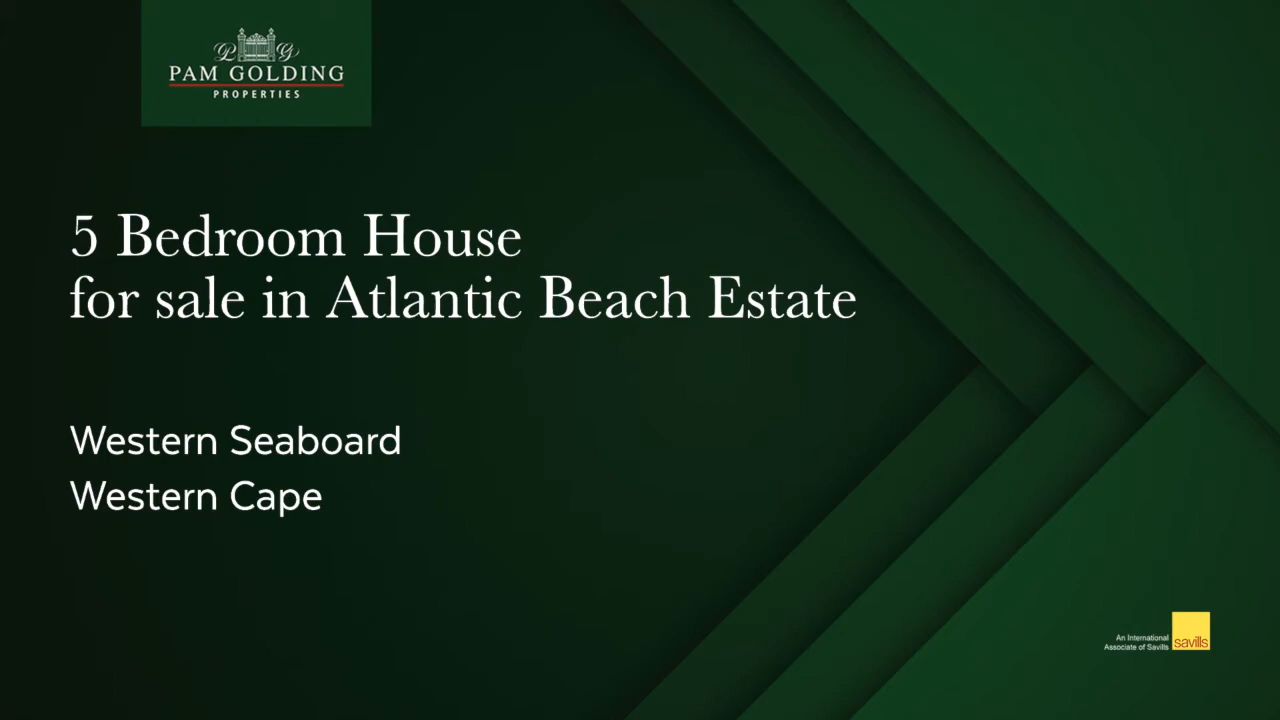 PG
PAM GOLDING
PROPERTIES
5 Bedroom House
for sale in Atlantic Beach Estate
Western Seaboard
Western Cape
An International
Associate of Savills
savills